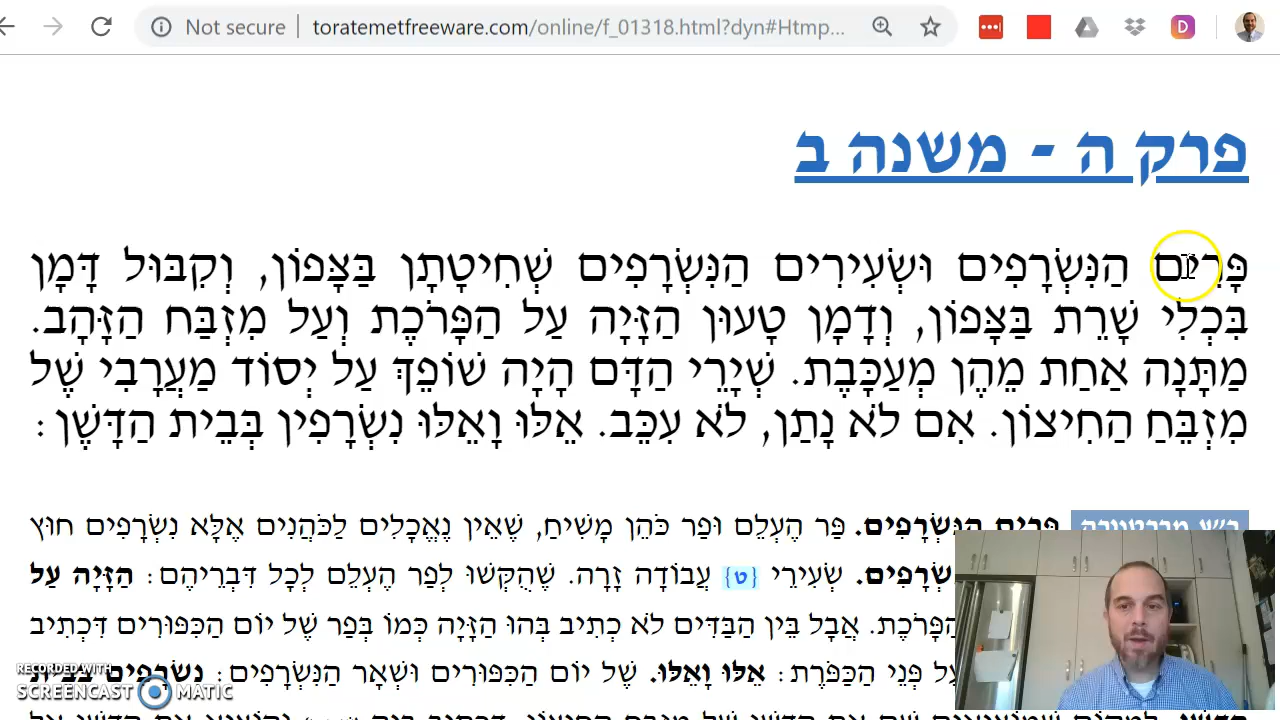 Not secure | toratemetfreeware.com/online/f_01318.html?dyn#Htmp...
פרק ה - משנה ב
פָּרִים הַנִּשְׂרָפִים וּשְׂעִירִים הַנִּשְׂרָפִים שְׁחִיטָתָן בַּצָּפוֹן, וְקִבּוּל דָּמָן
בִּכְלִי שָׁרֵת בַּצָּפוֹן, וְדָמָן טָעוּן הַזָּיָה עַל הַפָּרֹכֶת וְעַל מִזְבַּח הַזָּהָב.
מַתָּנָה אַחַת מֵהֶן מְעַכָּבֶת. שְׁיָרֵי הַדָּם הָיָה שׁוֹפֵךְ עַל יְסוֹד מַעֲרָבִי שֶׁל
מִזְבֵּחַ הַחִיצוֹן. אִם לֹא נָתַן, לֹא עִכֵּב. אֵלּוּ וָאֵלּוּ נִשְׂרָפִין בְּבֵית הַדָּשֶׁן:
פָּרִים הַנִּשְׂרָפִים. פַּר הֶעְלֵם וּפַר כֹּהֵן מָשִׁיחַ, שֶׁאֵין נֶאֱכָלִים לַכֹּהֲנִים אֶלָּא נִשְׂרָפִים חוּץ
שְׂעִירֵי {ט} עֲבוֹדָה זָרָה. שֶׁהֻקְּשׁוּ לְפַר הֶעְלֵם לְכָל דִּבְרֵיהֶם: הַזָּיָה עַל
הַפָּרֹכֶת. אֲבָל בֵּין הַבַּדִּים לֹא כְתִיב בְּהוּ הַזָּיָה כְּמוֹ בְּפַר שֶׁל יוֹם הַכִּפּוּרִים דִּכְתִיב
עַל פְּנֵי הַכַּפֹּרֶת: אֵלּוּ וָאֵלּוּ. שֶׁל יוֹם הַכִּפּוּרִים וּשְׁאָר הַנִּשְׂרָפִים: נִשְׂרָפִים בְּבֵית
RECORDED WITH
SCREENCAST MATIC